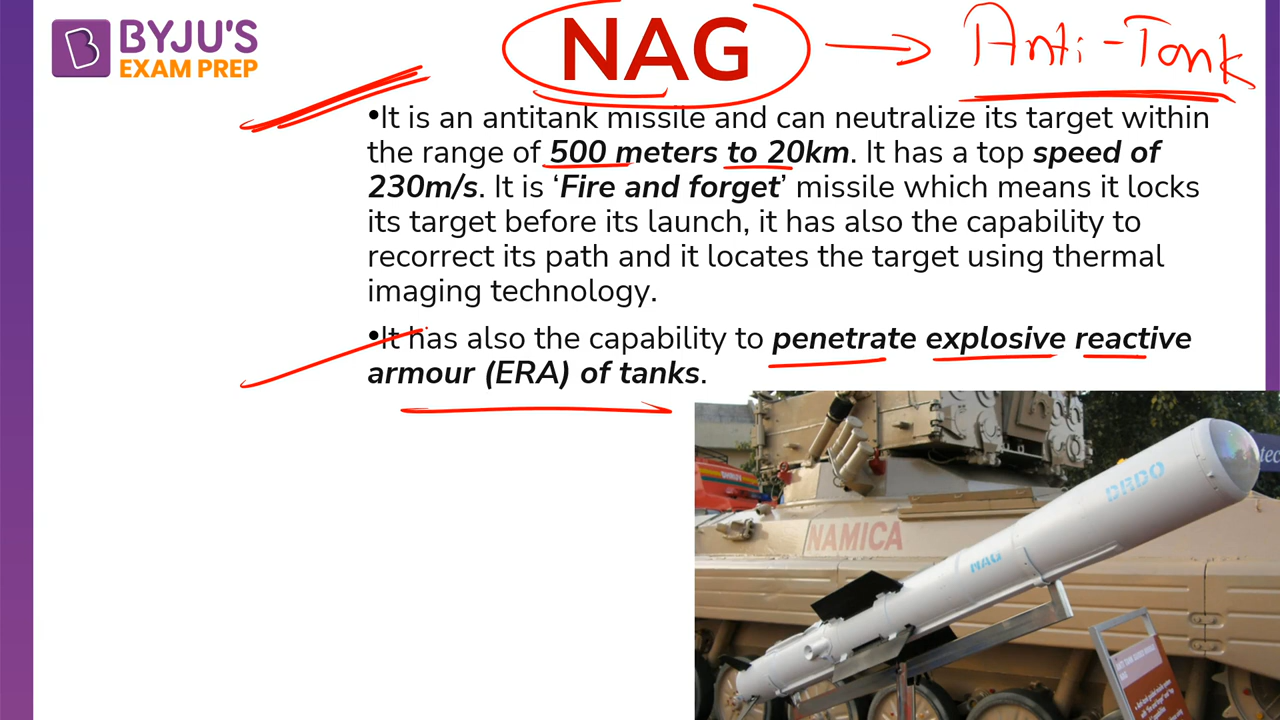 BYJU'S
EXAM PREP
NAG
Anti-Tank
•It is an antitank missile and can neutralize its target within
the range of 500 meters to 20km. It has a top speed of
230m/s. It is ‘Fire and forget’ missile which means it locks
its target before its launch, it has also the capability to
recorrect its path and it locates the target using thermal
imaging technology.
•It has also the capability to penetrate explosive reactive
armour (ERA) of tanks.
DRDO
NAMICA
NAG